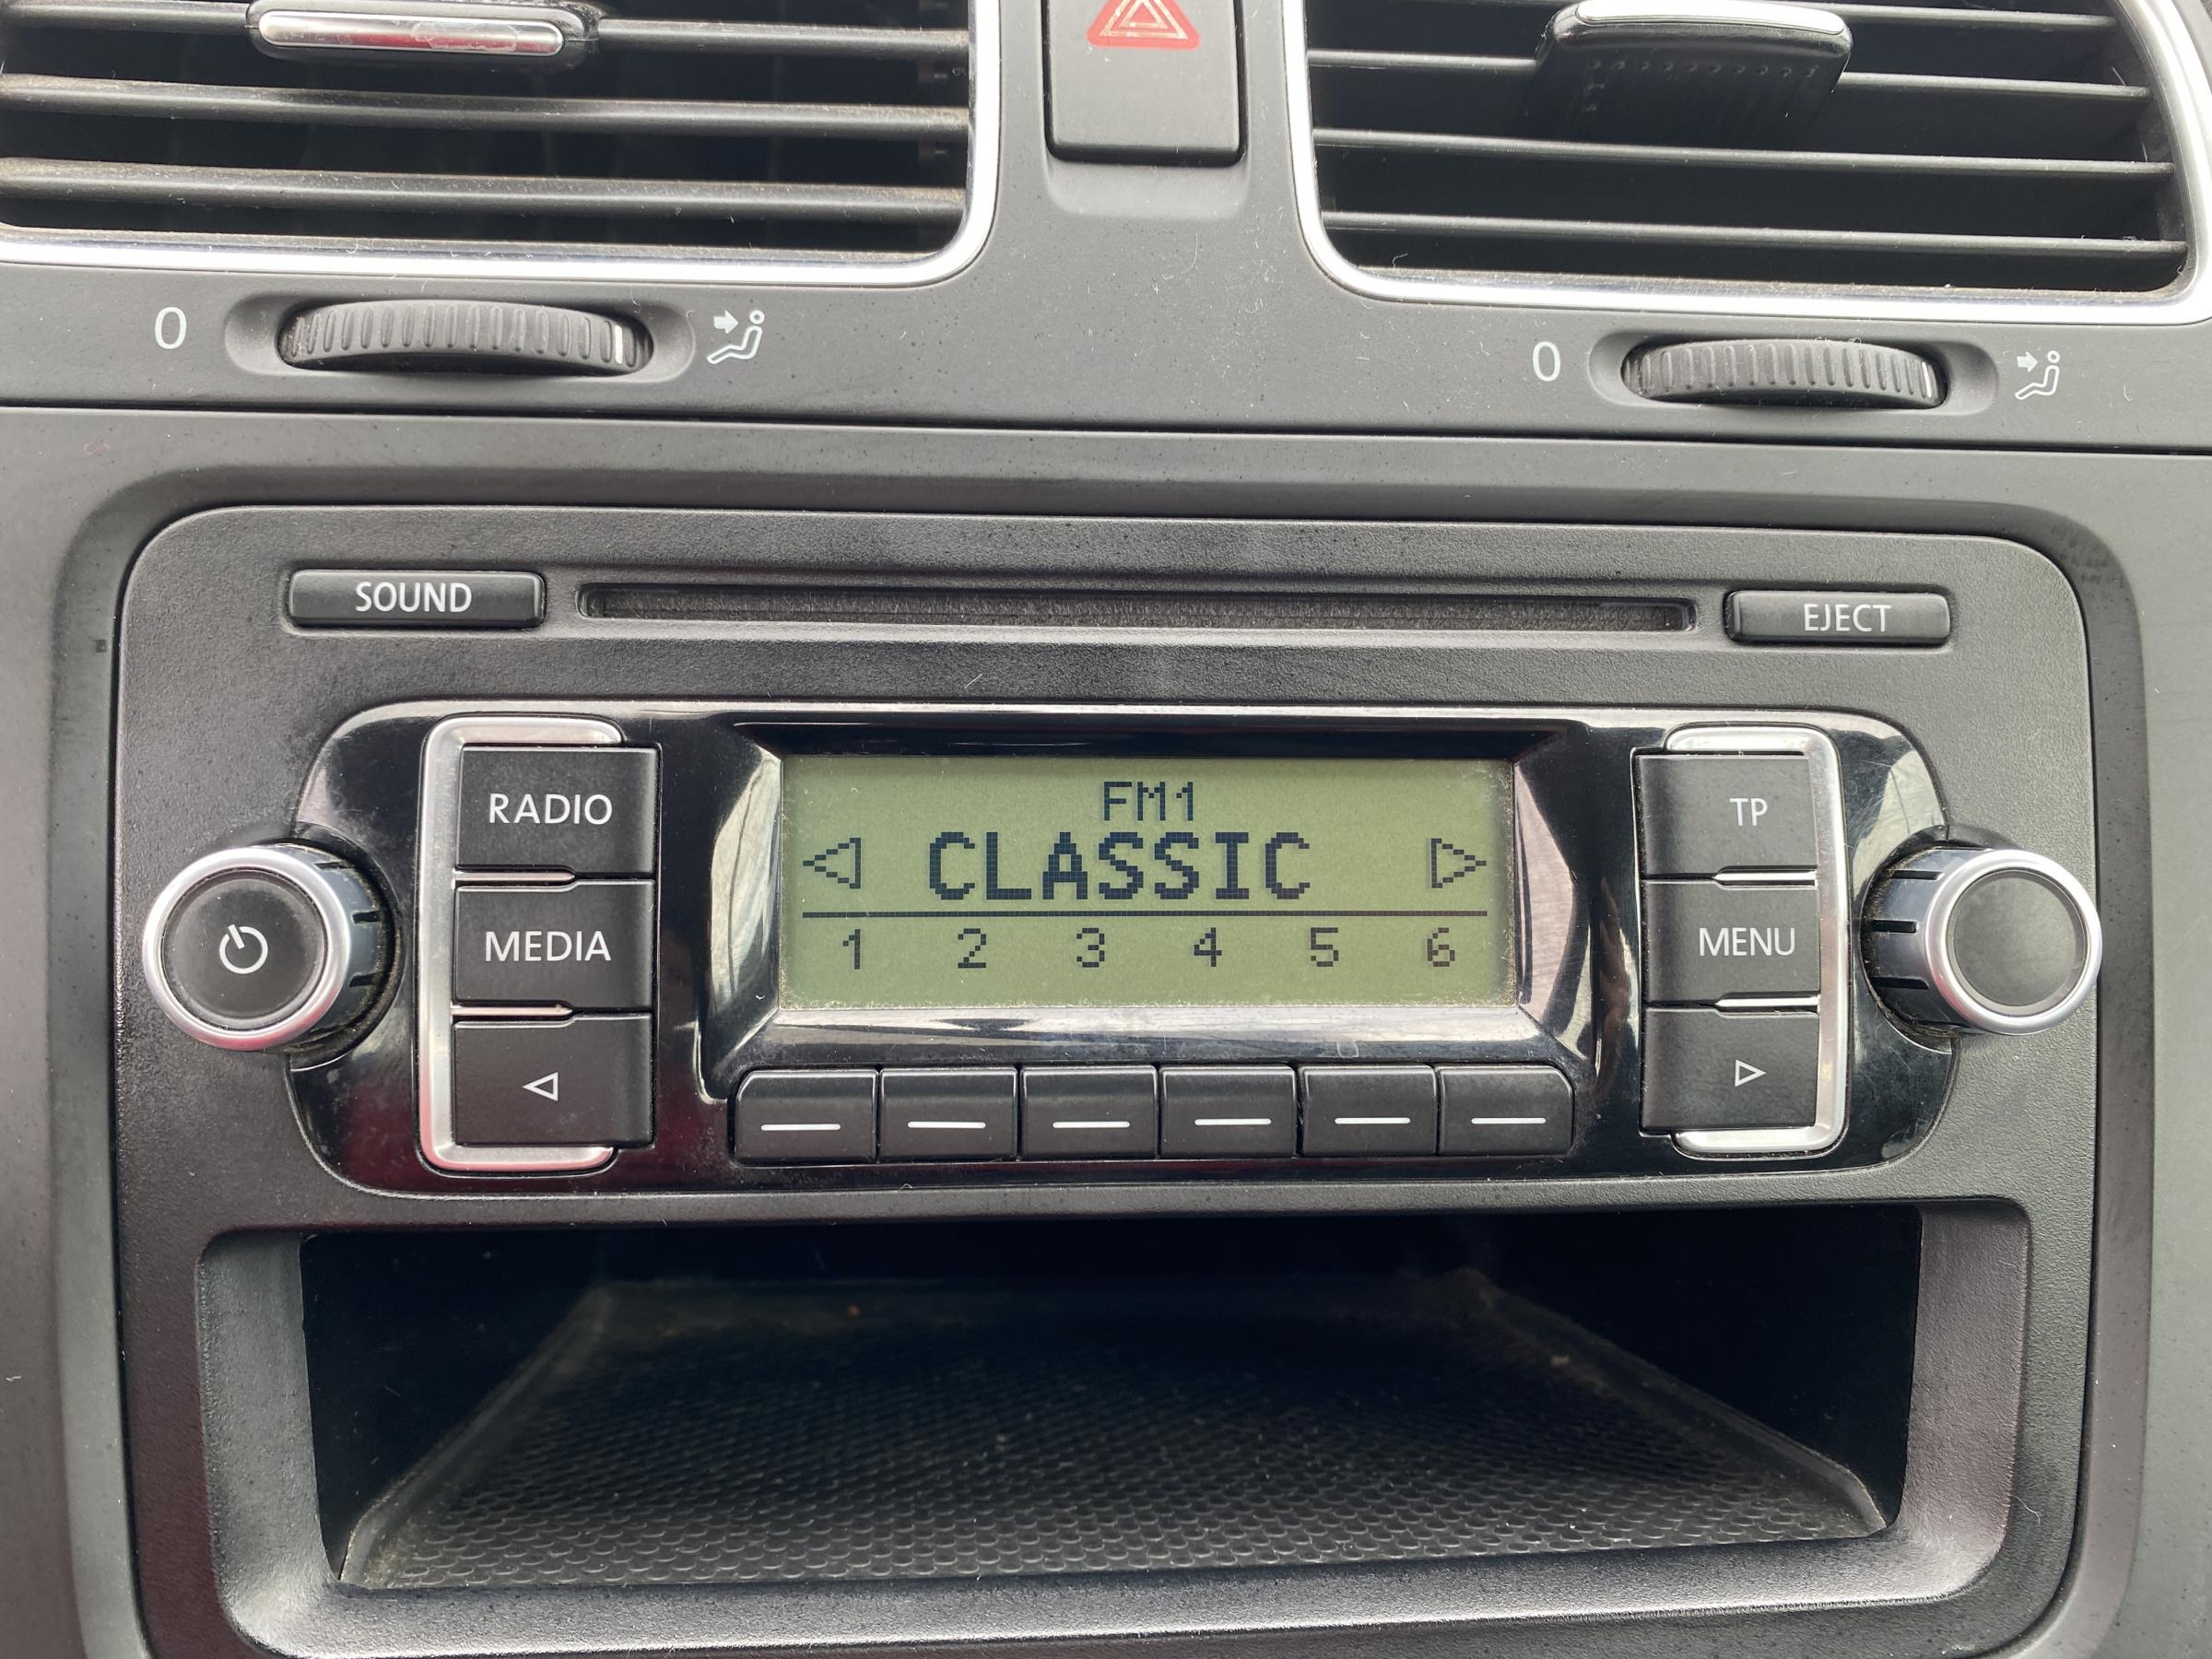 0
0
SOUND
EJECT
RADIO
MEDIA
FM1
CLASSIC
1 2 3 4 5 6
TP
MENU